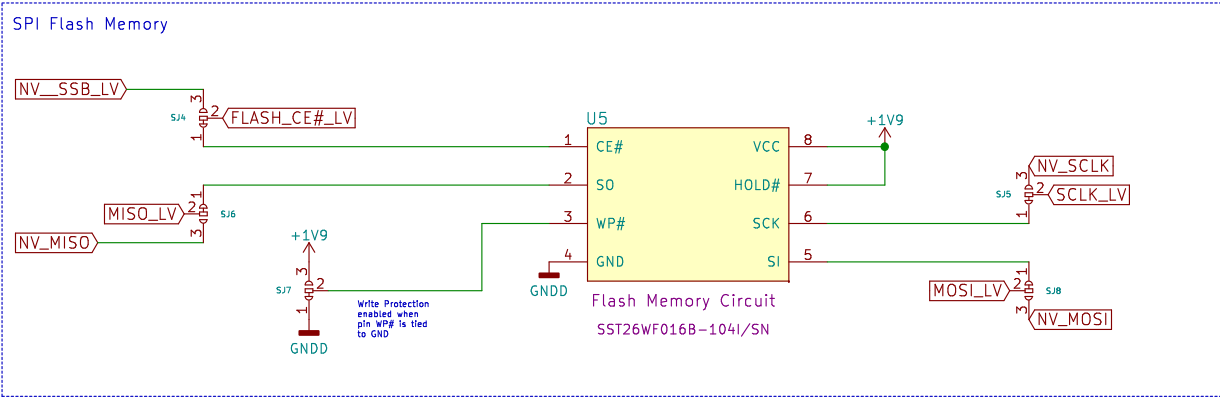 SPI Flash Memory
NV__SSB_LV
3
SJ4
2
FLASH_CE#_LV
1
U5
+1V9
1
CE#
VCC
8
2
SO
HOLD#
7
3
WP#
SCK
6
4
GND
SI
5
GNDD
Flash Memory Circuit
SST26WF016B-104I/SN
1
MISO_LV
2
SJ6
3
NV_MISO
+1V9
3
SJ7
2
1
GNDD
Write Protection
enabled when
pin WP# is tied
to GND
NV_SCLK
3
SJ5
2
SCLK_LV
1
1
MOSI_LV
2
SJ8
3
NV_MOSI